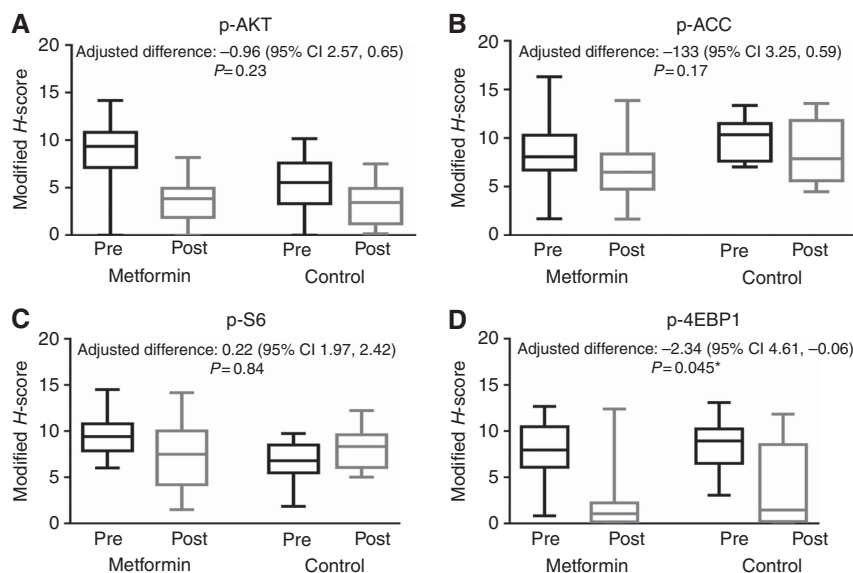 A
p-AKT
Adjusted difference: –0.96 (95% CI 2.57, 0.65)
P=0.23
Modified H-score
20
15
10
5
0
Pre Post Pre Post
Metformin Control
B
p-ACC
Adjusted difference: –133 (95% CI 3.25, 0.59)
P=0.17
Modified H-score
20
15
10
5
0
Pre Post Pre Post
Metformin Control
C
p-S6
Adjusted difference: 0.22 (95% CI 1.97, 2.42)
P=0.84
Modified H-score
20
15
10
5
0
Pre Post Pre Post
Metformin Control
D
p-4EBP1
Adjusted difference: –2.34 (95% CI 4.61, –0.06)
P=0.045*
Modified H-score
20
15
10
5
0
Pre Post Pre Post
Metformin Control